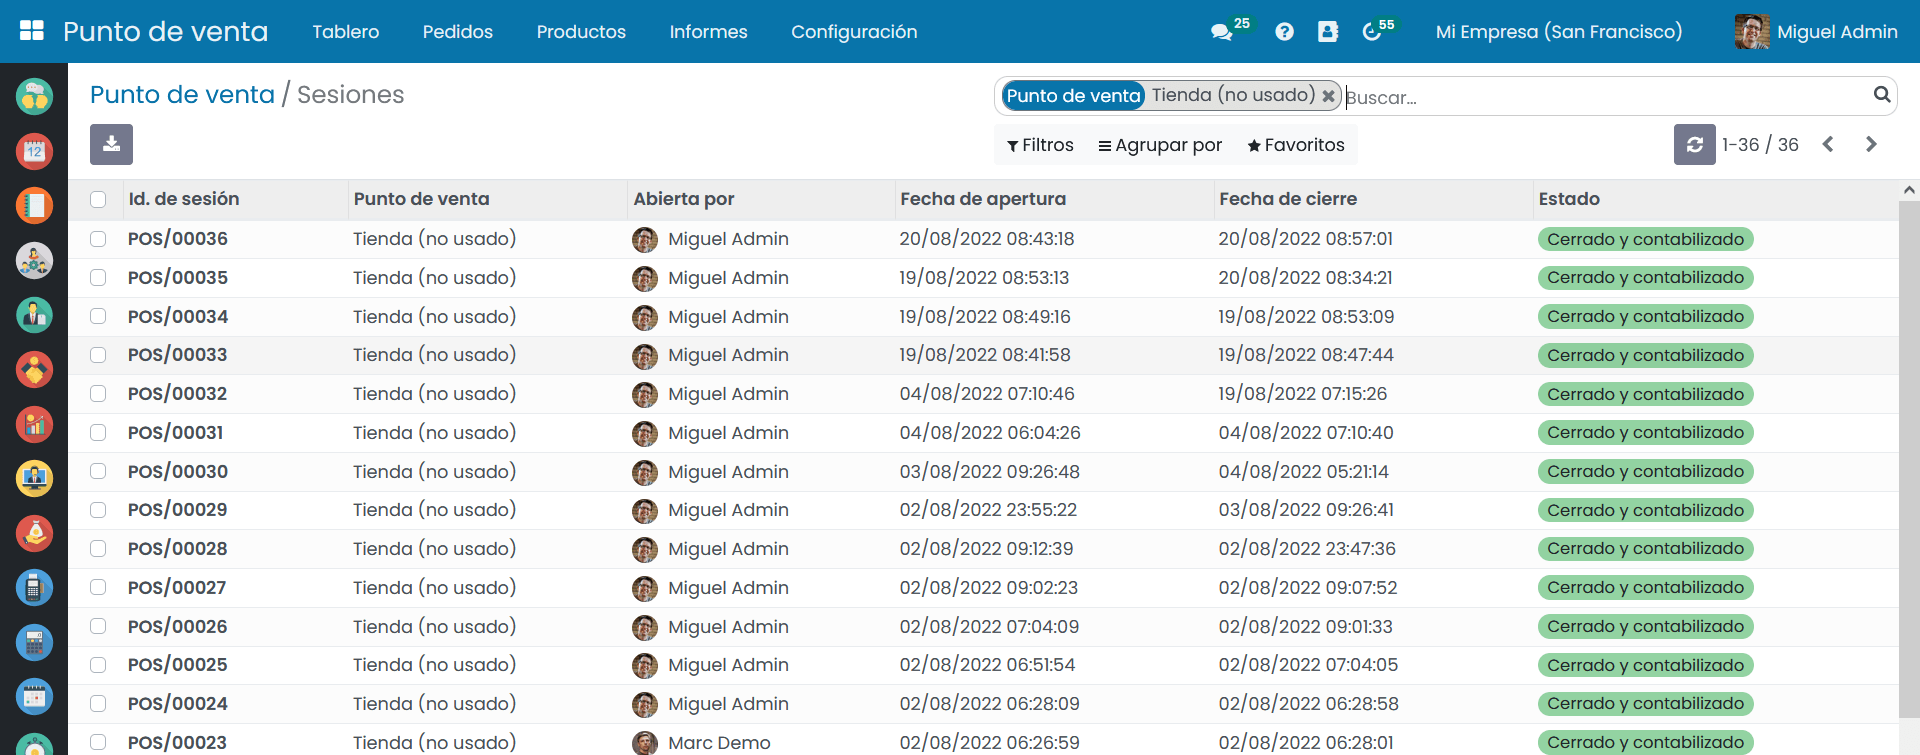 Punto de venta Tablero Pedidos Productos Informes Configuración 25 55 Mi Empresa (San Francisco) Miguel Admin
Punto de venta / Sesiones
Punto de venta Tienda (no usado) Buscar...
Filtros Agrupar por Favoritos 1-36 / 36
Id. de sesión Punto de venta Abierta por Fecha de apertura Fecha de cierre Estado
POS/00036 Tienda (no usado) Miguel Admin 20/08/2022 08:43:18 20/08/2022 08:57:01 Cerrado y contabilizado
POS/00035 Tienda (no usado) Miguel Admin 19/08/2022 08:53:13 20/08/2022 08:34:21 Cerrado y contabilizado
POS/00034 Tienda (no usado) Miguel Admin 19/08/2022 08:49:16 19/08/2022 08:53:09 Cerrado y contabilizado
POS/00033 Tienda (no usado) Miguel Admin 19/08/2022 08:41:58 19/08/2022 08:47:44 Cerrado y contabilizado
POS/00032 Tienda (no usado) Miguel Admin 04/08/2022 07:10:46 19/08/2022 07:15:26 Cerrado y contabilizado
POS/00031 Tienda (no usado) Miguel Admin 04/08/2022 06:04:26 04/08/2022 07:10:40 Cerrado y contabilizado
POS/00030 Tienda (no usado) Miguel Admin 03/08/2022 09:26:48 04/08/2022 05:21:14 Cerrado y contabilizado
POS/00029 Tienda (no usado) Miguel Admin 02/08/2022 23:55:22 03/08/2022 09:26:41 Cerrado y contabilizado
POS/00028 Tienda (no usado) Miguel Admin 02/08/2022 09:12:39 02/08/2022 23:47:36 Cerrado y contabilizado
POS/00027 Tienda (no usado) Miguel Admin 02/08/2022 09:02:23 02/08/2022 09:07:52 Cerrado y contabilizado
POS/00026 Tienda (no usado) Miguel Admin 02/08/2022 07:04:09 02/08/2022 09:01:33 Cerrado y contabilizado
POS/00025 Tienda (no usado) Miguel Admin 02/08/2022 06:51:54 02/08/2022 07:04:05 Cerrado y contabilizado
POS/00024 Tienda (no usado) Miguel Admin 02/08/2022 06:28:09 02/08/2022 06:28:58 Cerrado y contabilizado
POS/00023 Tienda (no usado) Marc Demo 02/08/2022 06:26:59 02/08/2022 06:28:01 Cerrado y contabilizado